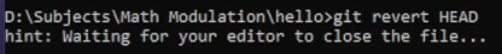 D:\Subjects\Math Modulation\hello>git revert HEAD
hint: Waiting for your editor to close the file...